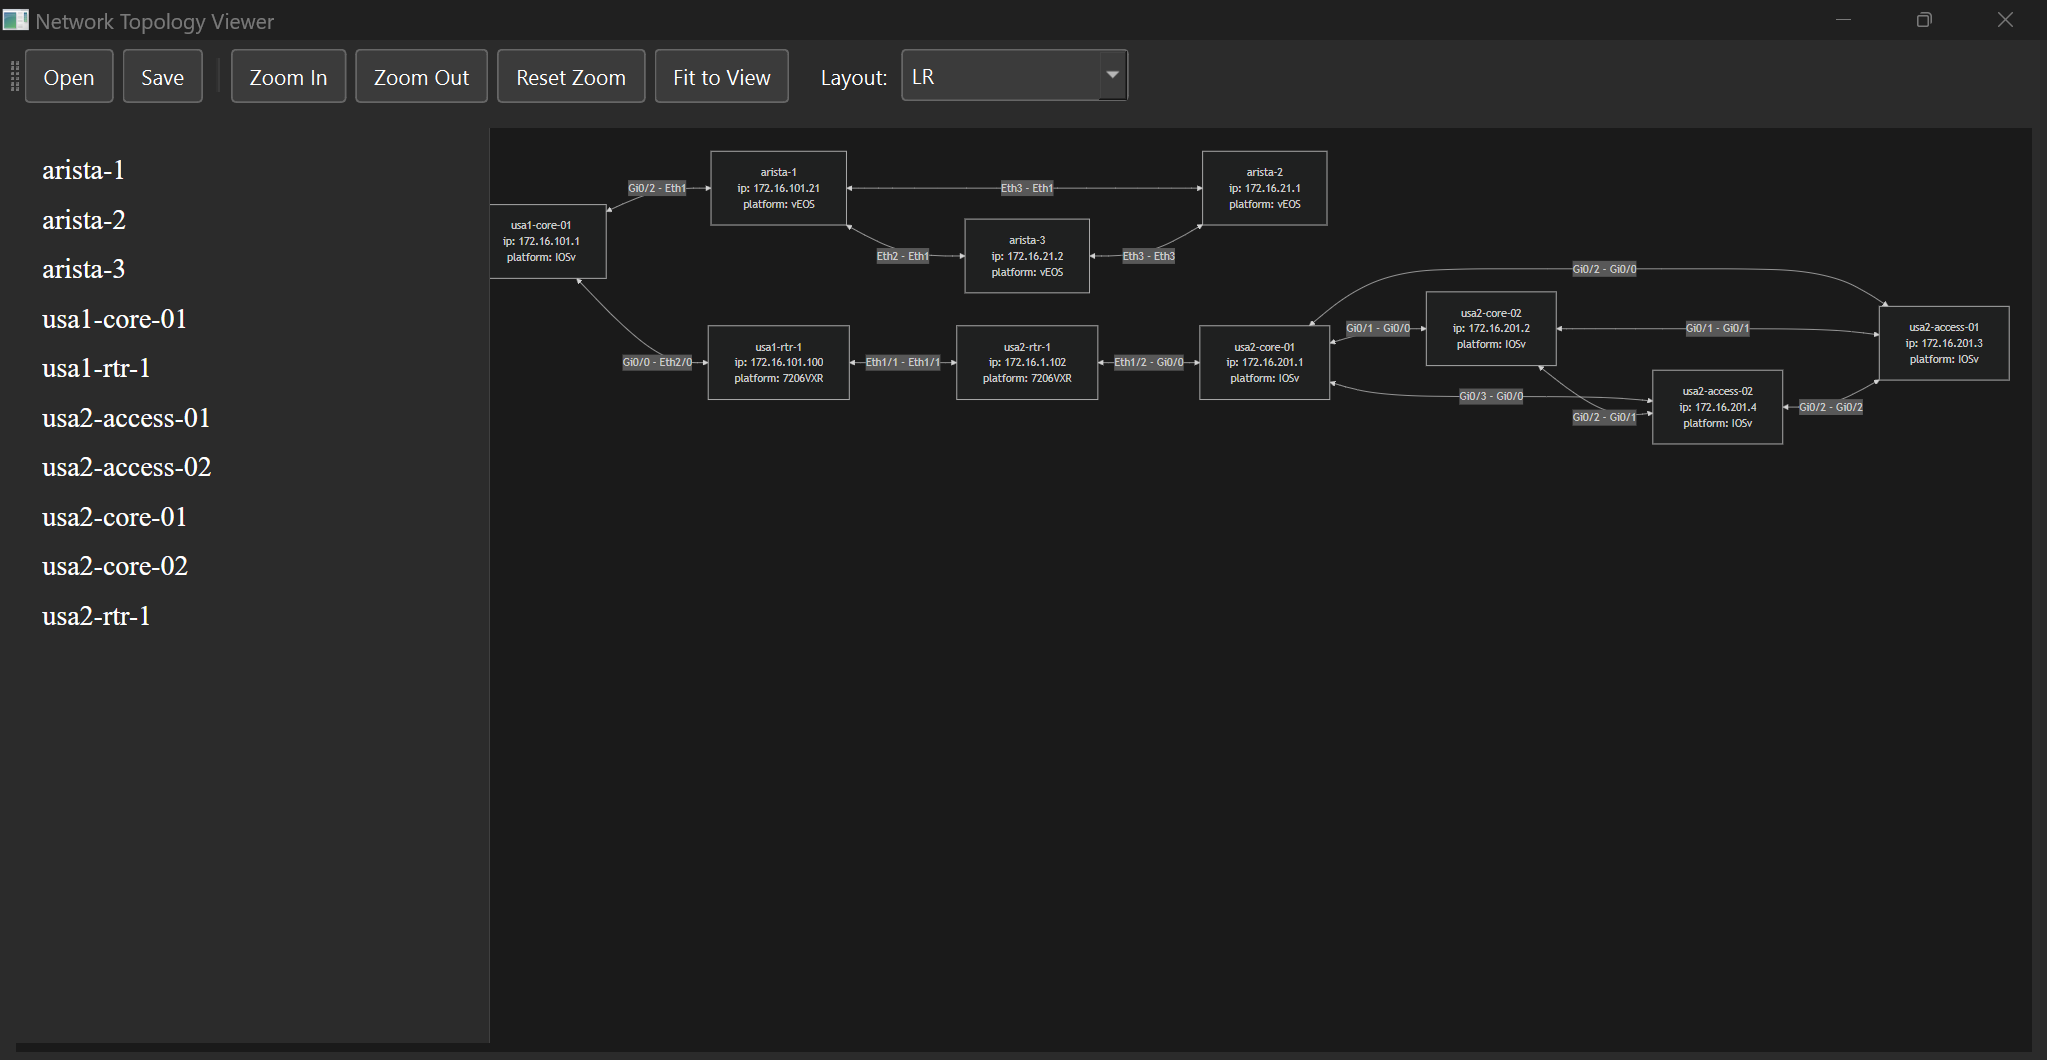 Network Topology Viewer
Open
Save
Zoom In
Zoom Out
Reset Zoom
Fit to View
Layout:
LR
arista-1
arista-2
arista-3
usa1-core-01
usa1-rtr-1
usa2-access-01
usa2-access-02
usa2-core-01
usa2-core-02
usa2-rtr-1
usa1-core-01
ip: 172.16.101.1
platform: IOSv
Gi0/2 - Eth1
arista-1
ip: 172.16.101.21
platform: vEOS
Eth3 - Eth1
arista-2
ip: 172.16.21.1
platform: vEOS
Eth2 - Eth1
arista-3
ip: 172.16.21.2
platform: vEOS
Eth3 - Eth3
Gi0/0 - Eth2/0
usa1-rtr-1
ip: 172.16.101.100
platform: 7206VXR
Eth1/1 - Eth1/1
usa2-rtr-1
ip: 172.16.1.102
platform: 7206VXR
Eth1/2 - Gi0/0
usa2-core-01
ip: 172.16.201.1
platform: IOSv
Gi0/2 - Gi0/0
Gi0/1 - Gi0/0
usa2-core-02
ip: 172.16.201.2
platform: IOSv
Gi0/1 - Gi0/1
usa2-access-01
ip: 172.16.201.3
platform: IOSv
Gi0/3 - Gi0/0
Gi0/2 - Gi0/1
usa2-access-02
ip: 172.16.201.4
platform: IOSv
Gi0/2 - Gi0/2